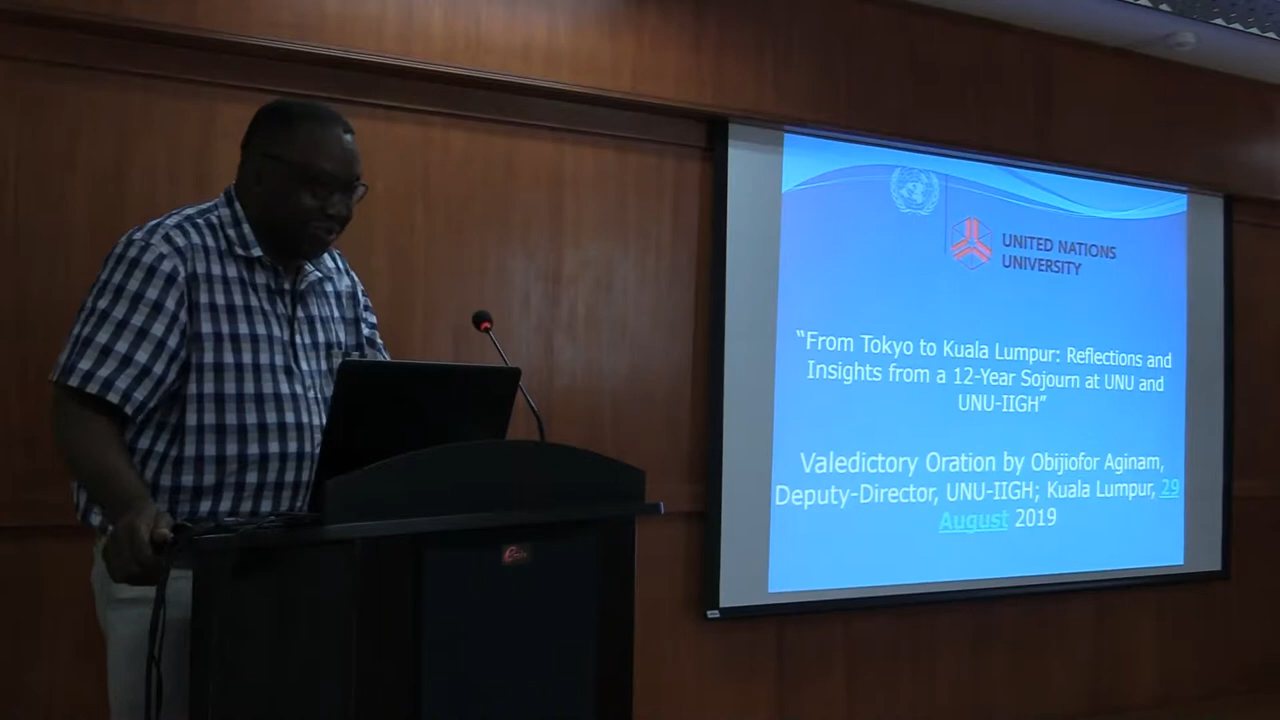 UNITED NATIONS
UNIVERSITY
“From Tokyo to Kuala Lumpur: Reflections and
Insights from a 12-Year Sojourn at UNU and
UNU-IIGH”
Valedictory Oration by Obijiofor Aginam,
Deputy-Director, UNU-IIGH; Kuala Lumpur, 29
August 2019